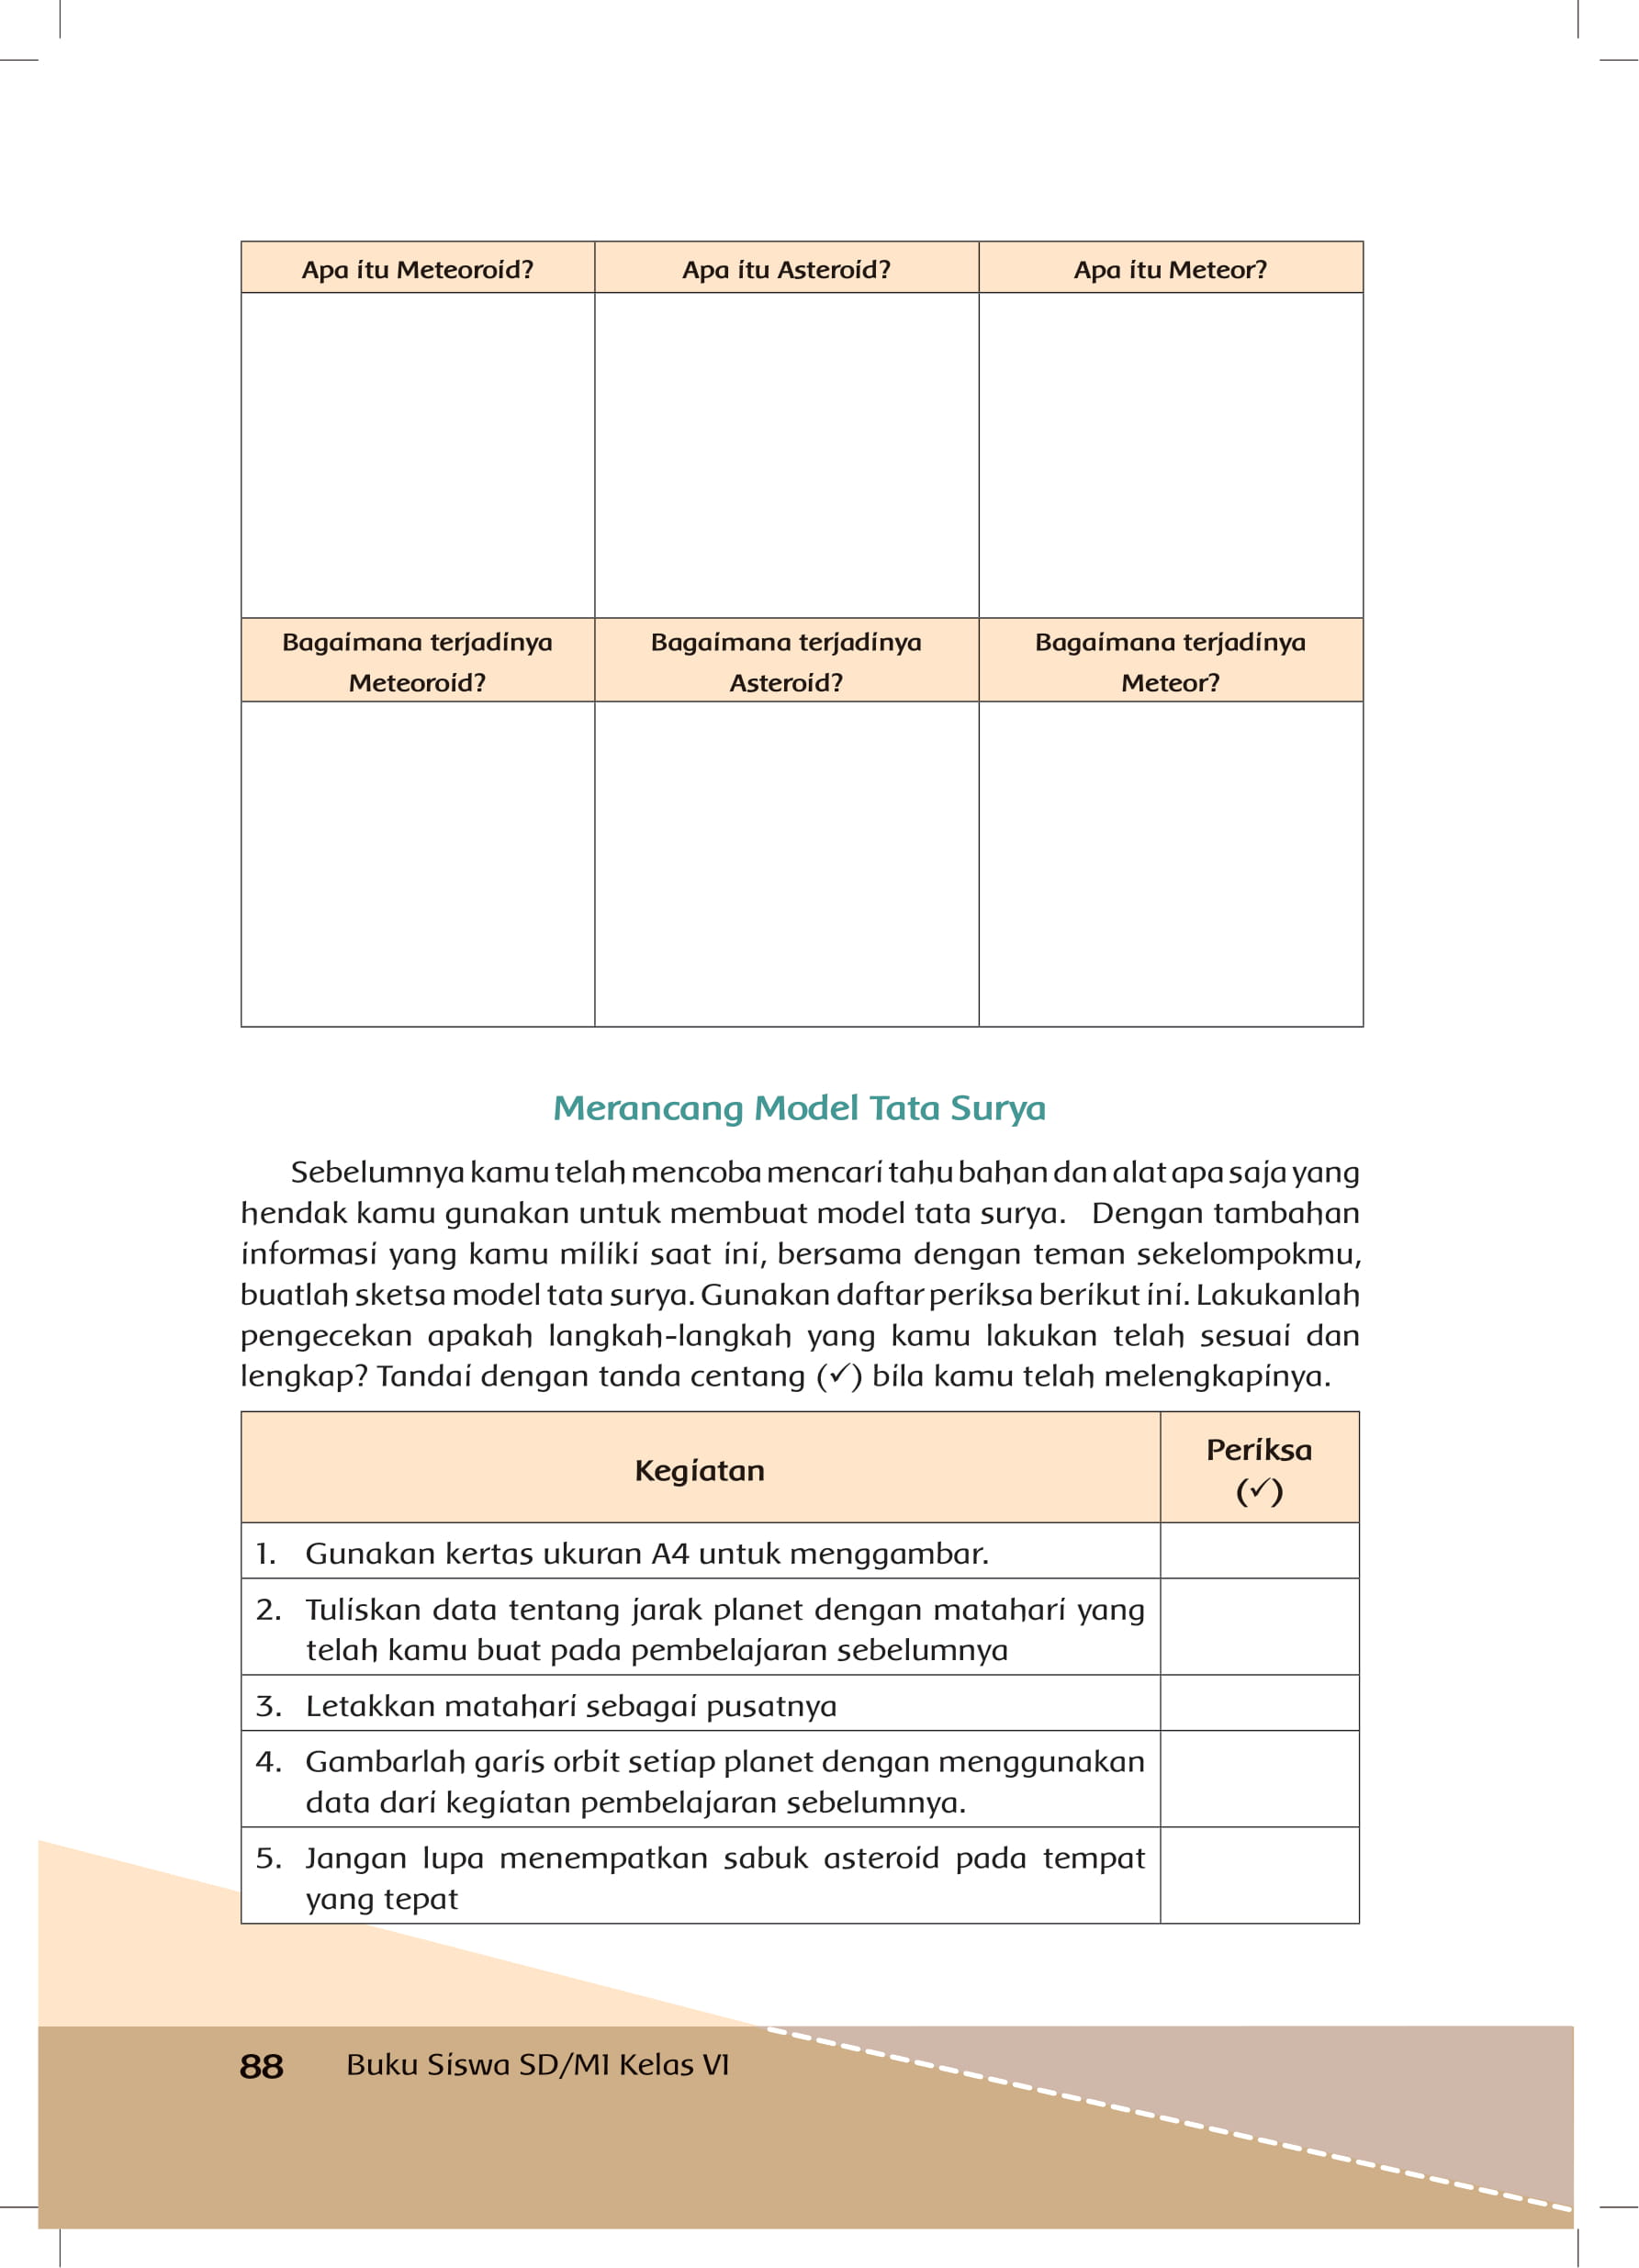 Apa itu Meteoroid?
Apa itu Asteroid?
Apa itu Meteor?
Bagaimana terjadinya
Meteoroid?
Bagaimana terjadinya
Asteroid?
Bagaimana terjadinya
Meteor?
Merancang Model Tata Surya
Sebelumnya kamu telah mencoba mencari tahu bahan dan alat apa saja yang
hendak kamu gunakan untuk membuat model tata surya. Dengan tambahan
informasi yang kamu miliki saat ini, bersama dengan teman sekelompokmu,
buatlah sketsa model tata surya. Gunakan daftar periksa berikut ini. Lakukanlah
pengecekan apakah langkah-langkah yang kamu lakukan telah sesuai dan
lengkap? Tandai dengan tanda centang (✓) bila kamu telah melengkapinya.
Kegiatan
Periksa
(✓)
1. Gunakan kertas ukuran A4 untuk menggambar.
2. Tuliskan data tentang jarak planet dengan matahari yang
telah kamu buat pada pembelajaran sebelumnya
3. Letakkan matahari sebagai pusatnya
4. Gambarlah garis orbit setiap planet dengan menggunakan
data dari kegiatan pembelajaran sebelumnya.
5. Jangan lupa menempatkan sabuk asteroid pada tempat
yang tepat
88 Buku Siswa SD/MI Kelas VI